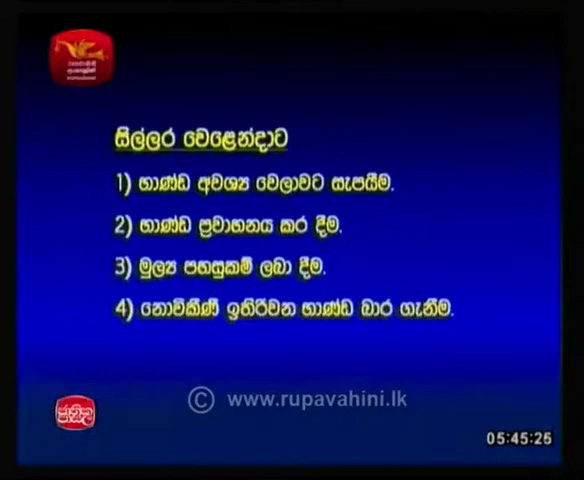 සිල්ලර වෙළෙන්දාට
1) භාණ්ඩ අවශ්‍ය වේලාවට සැපයීම.
2) භාණ්ඩ ප්‍රවාහනය කර දීම.
3) මුල්‍ය පහසුකම් ලබා දීම.
4) නොවිකිණී ඉතිරිවන භාණ්ඩ බාර ගැනීම.
© www.rupavahini.lk
05:45:25